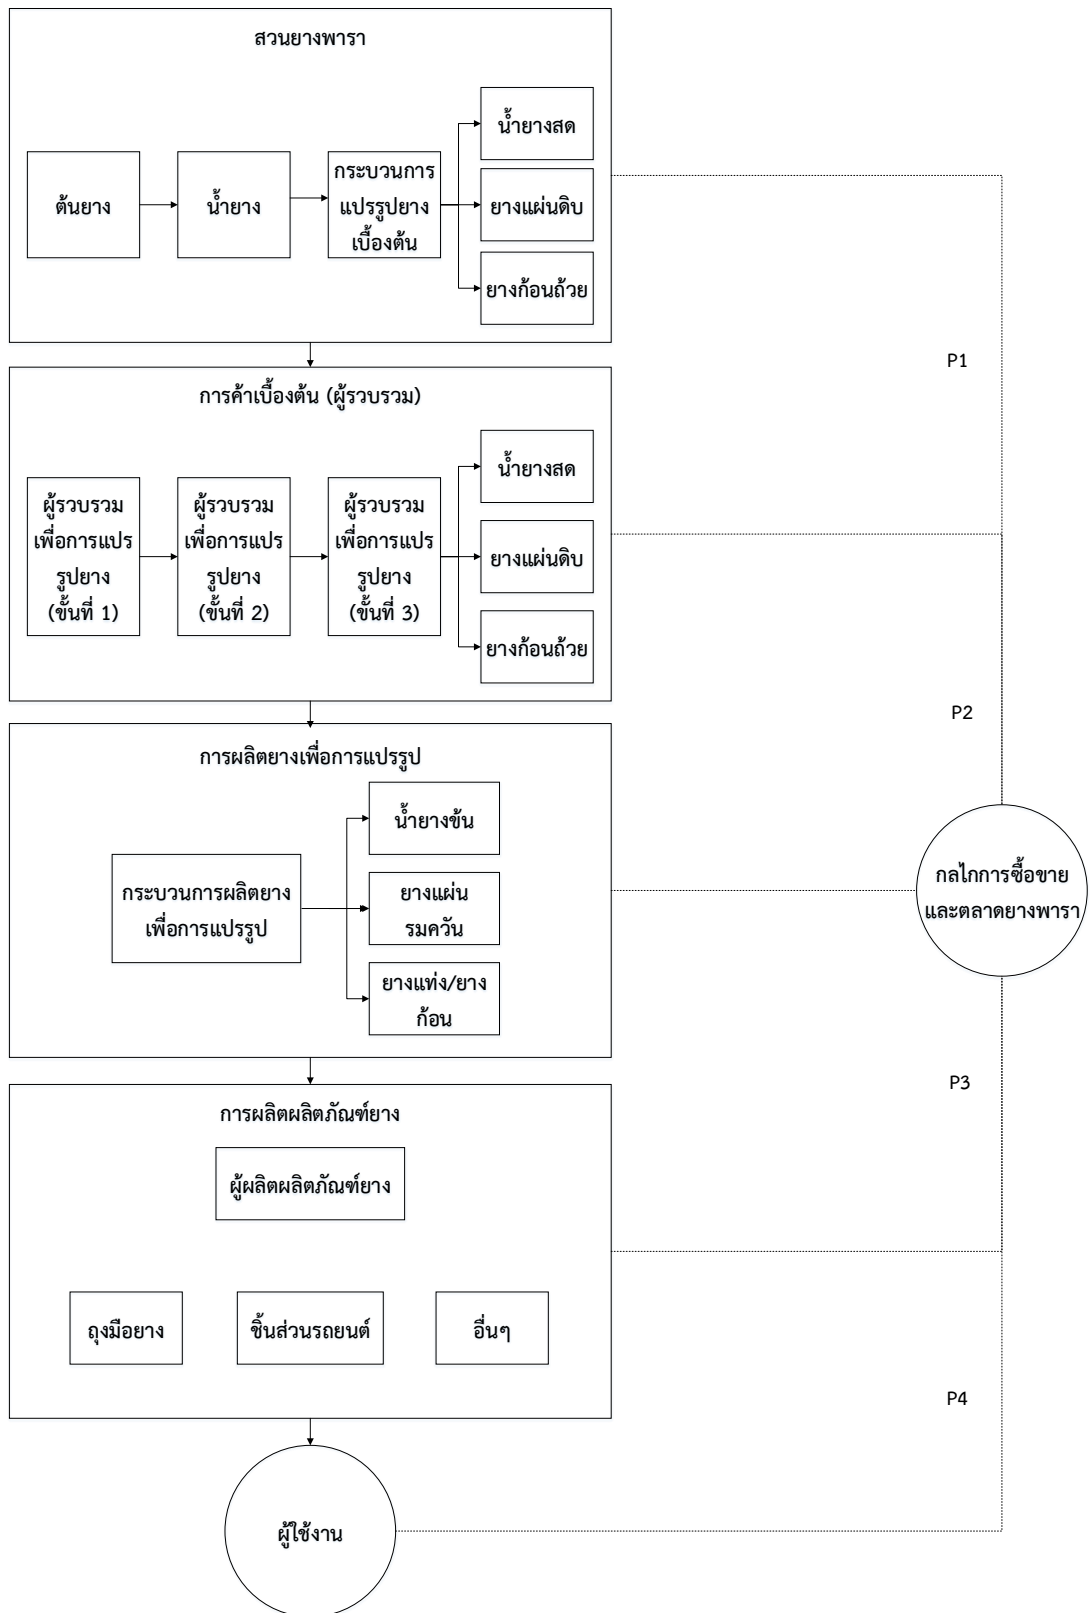 สวนยางพารา
น้ำยางสด
ต้นยาง
น้ำยาง
กระบวนการ
แปรรูปยาง
เบื้องต้น
ยางแผ่นดิบ
ยางก้อนถ้วย
P1
การค้าเบื้องต้น (ผู้รวบรวม)
น้ำยางสด
ผู้รวบรวม
เพื่อการแปร
รูปยาง
(ขั้นที่ 1)
ผู้รวบรวม
เพื่อการแปร
รูปยาง
(ขั้นที่ 2)
ผู้รวบรวม
เพื่อการแปร
รูปยาง
(ขั้นที่ 3)
ยางแผ่นดิบ
ยางก้อนถ้วย
P2
การผลิตยางเพื่อการแปรรูป
น้ำยางข้น
กระบวนการผลิตยาง
เพื่อการแปรรูป
ยางแผ่น
รมควัน
ยางแท่ง/ยาง
ก้อน
กลไกการซื้อขาย
และตลาดยางพารา
P3
การผลิตผลิตภัณฑ์ยาง
ผู้ผลิตผลิตภัณฑ์ยาง
ถุงมือยาง
ชิ้นส่วนรถยนต์
อื่นๆ
P4
ผู้ใช้งาน